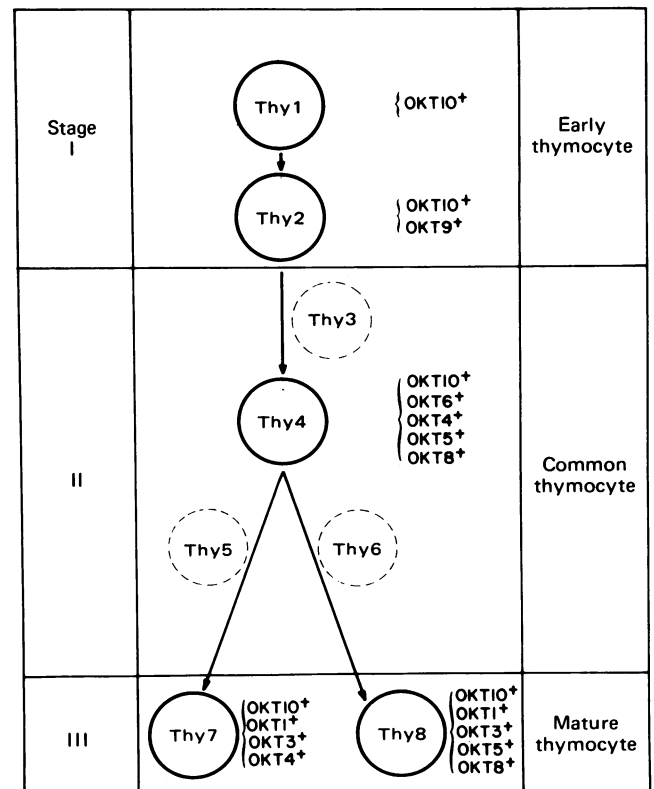 Stage
I
Thy1
{OKT10+
Early
thymocyte
Thy2
{OKT10+
OKT9+
Thy3
II
Thy4
{OKT10+
OKT6+
OKT4+
OKT5+
OKT8+
Common
thymocyte
Thy5
Thy6
III
Thy7
{OKT10+
OKT1+
OKT3+
OKT4+
Thy8
{OKT10+
OKT1+
OKT3+
OKT5+
OKT8+
Mature
thymocyte